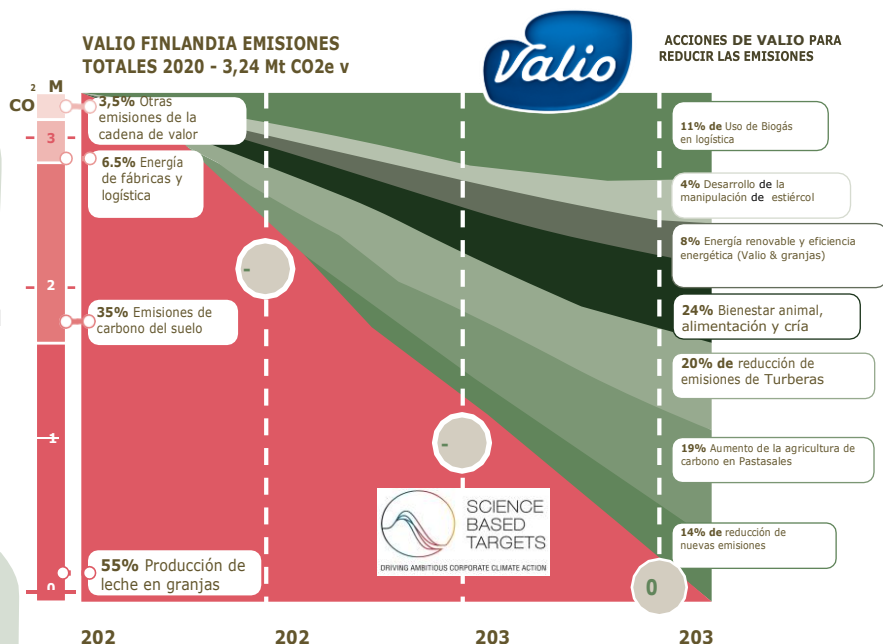 VALIO FINLANDIA EMISIONES
TOTALES 2020 - 3,24 Mt CO2e v
Valio
ACCIONES DE VALIO PARA
REDUCIR LAS EMISIONES
2 M
CO
3
2
1
0
3,5% Otras
emisiones de la
cadena de valor
6.5% Energía
de fábricas y
logística
35% Emisiones de
carbono del suelo
55% Producción de
leche en granjas
-
-
0
11% de Uso de Biogás
en logística
4% Desarrollo de la
manipulación de estiércol
8% Energía renovable y eficiencia
energética (Valio & granjas)
24% Bienestar animal,
alimentación y cría
20% de reducción de
emisiones de Turberas
19% Aumento de la agricultura de
carbono en Pastasales
14% de reducción de
nuevas emisiones
SCIENCE
BASED
TARGETS
DRIVING AMBITIOUS CORPORATE CLIMATE ACTION
202 202 203 203